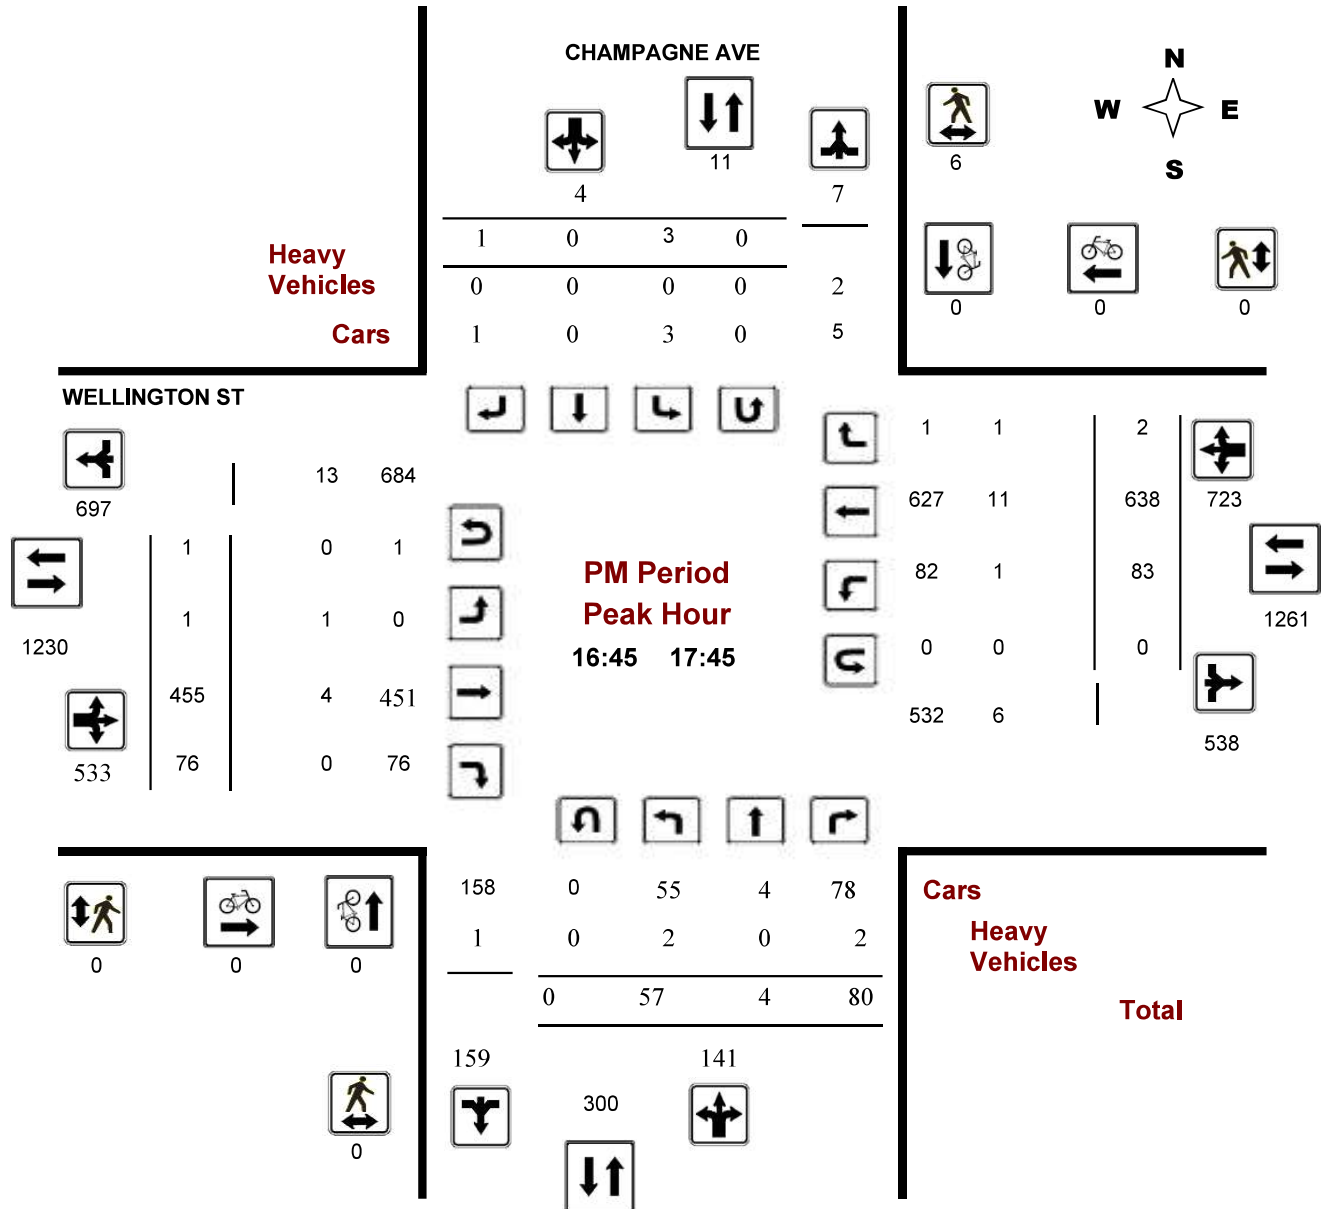 CHAMPAGNE AVE
N
W E
S
11
6
4 7
1 0 3 0
Heavy
Vehicles
0 0 0 0 2
0 0 0
Cars
1 0 3 0 5
WELLINGTON ST
1 1 2
13 684
697
627 11 638 723
1 0 1
PM Period
82 1 83
Peak Hour
1 1 0
1261
1230
16:45 17:45
0 0 0
455 4 451
532 6
538
533
76 0 76
158 0 55 4 78
Cars
1 0 2 0 2
Heavy
Vehicles
0 0 0
0 57 4 80
Total
159 141
300
0